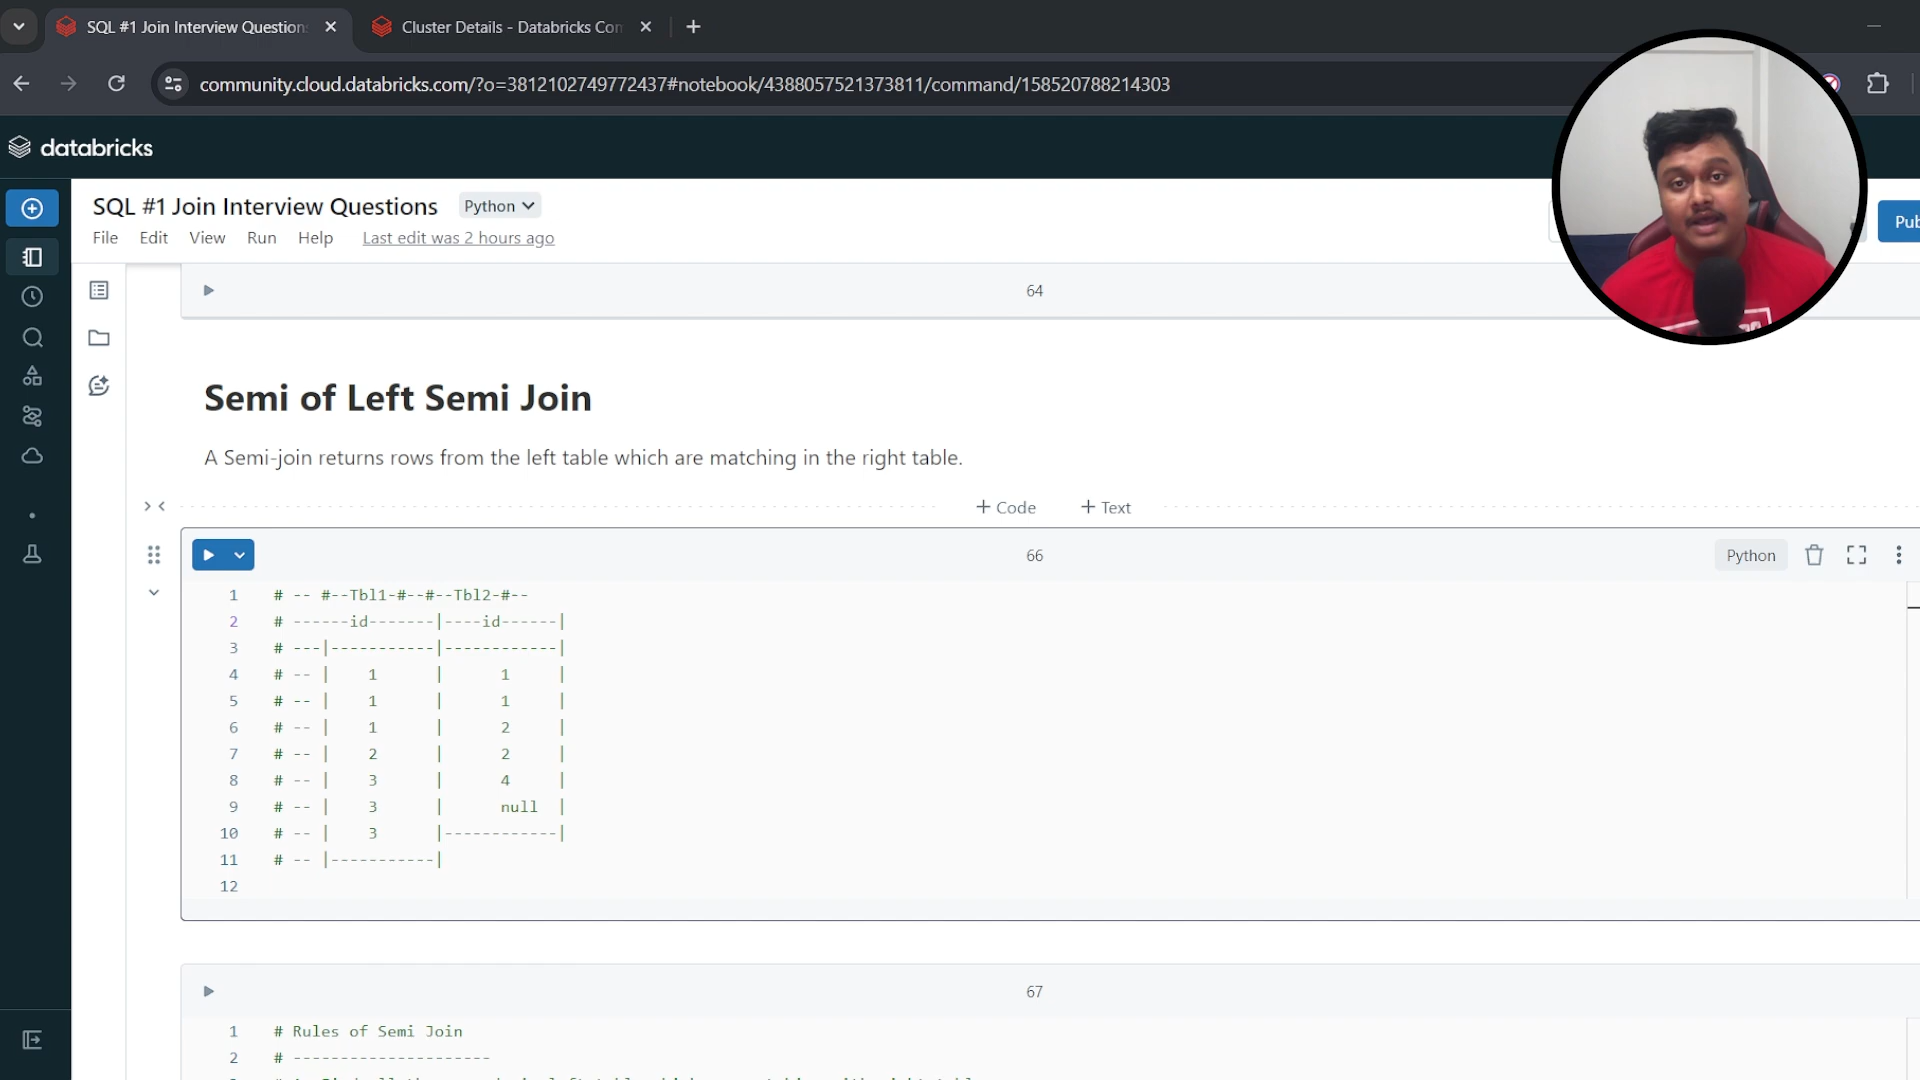 SQL #1 Join Interview Question
Cluster Details - Databricks Con
community.cloud.databricks.com/?o=3812102749772437#notebook/4388057521373811/command/158520788214303
databricks
SQL #1 Join Interview Questions Python
File Edit View Run Help Last edit was 2 hours ago
Pub
64
Semi of Left Semi Join
A Semi-join returns rows from the left table which are matching in the right table.
+ Code + Text
66
Python
1 # -- #--Tbl1-#--#--Tbl2-#--
2 # ------id-------|----id------|
3 # ---|-----------|------------|
4 # -- | 1 | 1 |
5 # -- | 1 | 1 |
6 # -- | 1 | 2 |
7 # -- | 2 | 2 |
8 # -- | 3 | 4 |
9 # -- | 3 | null |
10 # -- | 3 |------------|
11 # -- |-----------|
12
67
1 # Rules of Semi Join
2 # ---------------------